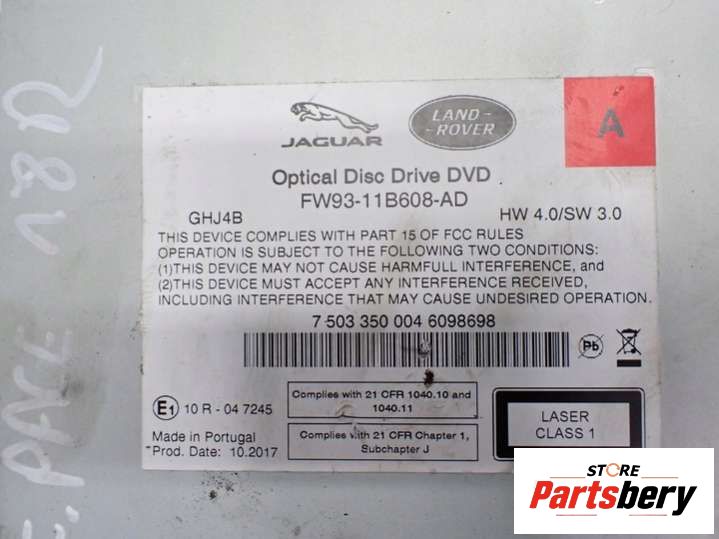 E. PACE 18R
JAGUAR
LAND -
- ROVER
A
Optical Disc Drive DVD
FW93-11B608-AD
GHJ4B HW 4.0/SW 3.0
THIS DEVICE COMPLIES WITH PART 15 OF FCC RULES
OPERATION IS SUBJECT TO THE FOLLOWING TWO CONDITIONS:
(1)THIS DEVICE MAY NOT CAUSE HARMFULL INTERFERENCE, and
(2)THIS DEVICE MUST ACCEPT ANY INTERFERENCE RECEIVED,
INCLUDING INTERFERENCE THAT MAY CAUSE UNDESIRED OPERATION.
7 503 350 004 6098698
Pb
E1 10 R - 04 7245
Complies with 21 CFR 1040.10 and
1040.11
Complies with 21 CFR Chapter 1,
Subchapter J
LASER
CLASS 1
Made in Portugal
Prod. Date: 10.2017
STORE
Partsbery